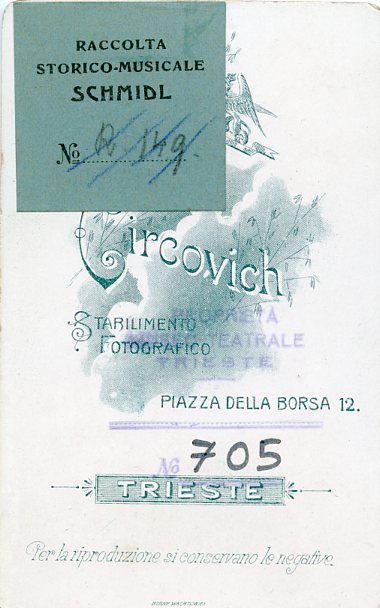 RACCOLTA
STORICO-MUSICALE
SCHMIDL
No R 149.
Circovich
STABILIMENTO
FOTOGRAFICO
PROPRIETÀ
TEATRALE
TRIESTE
PIAZZA DELLA BORSA 12.
No 705
TRIESTE
Per la riproduzione si conservano le negative.